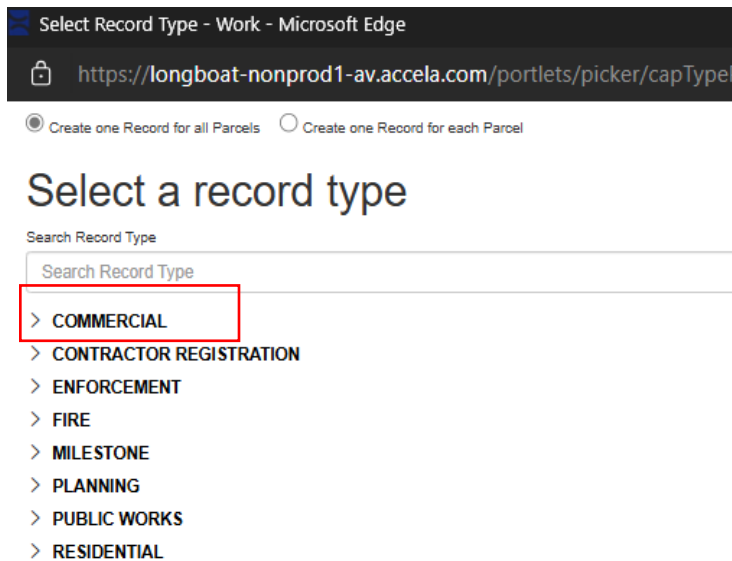 Select Record Type - Work - Microsoft Edge
https://longboat-nonprod1-av.accela.com/portlets/picker/capType
Create one Record for all Parcels Create one Record for each Parcel
Select a record type
Search Record Type
Search Record Type
COMMERCIAL
CONTRACTOR REGISTRATION
ENFORCEMENT
FIRE
MILESTONE
PLANNING
PUBLIC WORKS
RESIDENTIAL